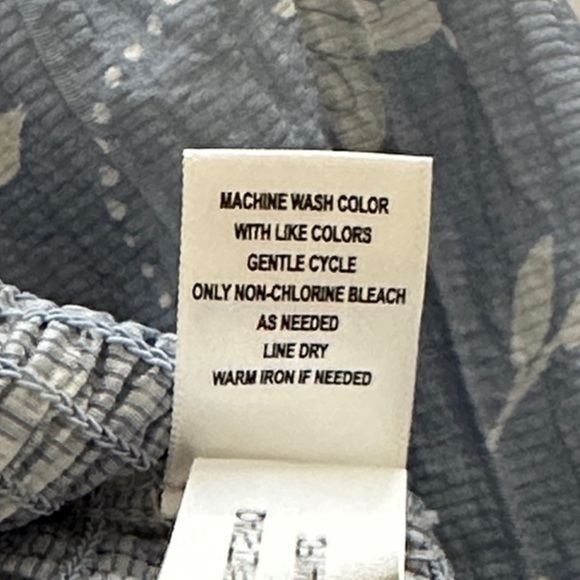 MACHINE WASH COLOR
WITH LIKE COLORS
GENTLE CYCLE
ONLY NON-CHLORINE BLEACH
AS NEEDED
LINE DRY
WARM IRON IF NEEDED